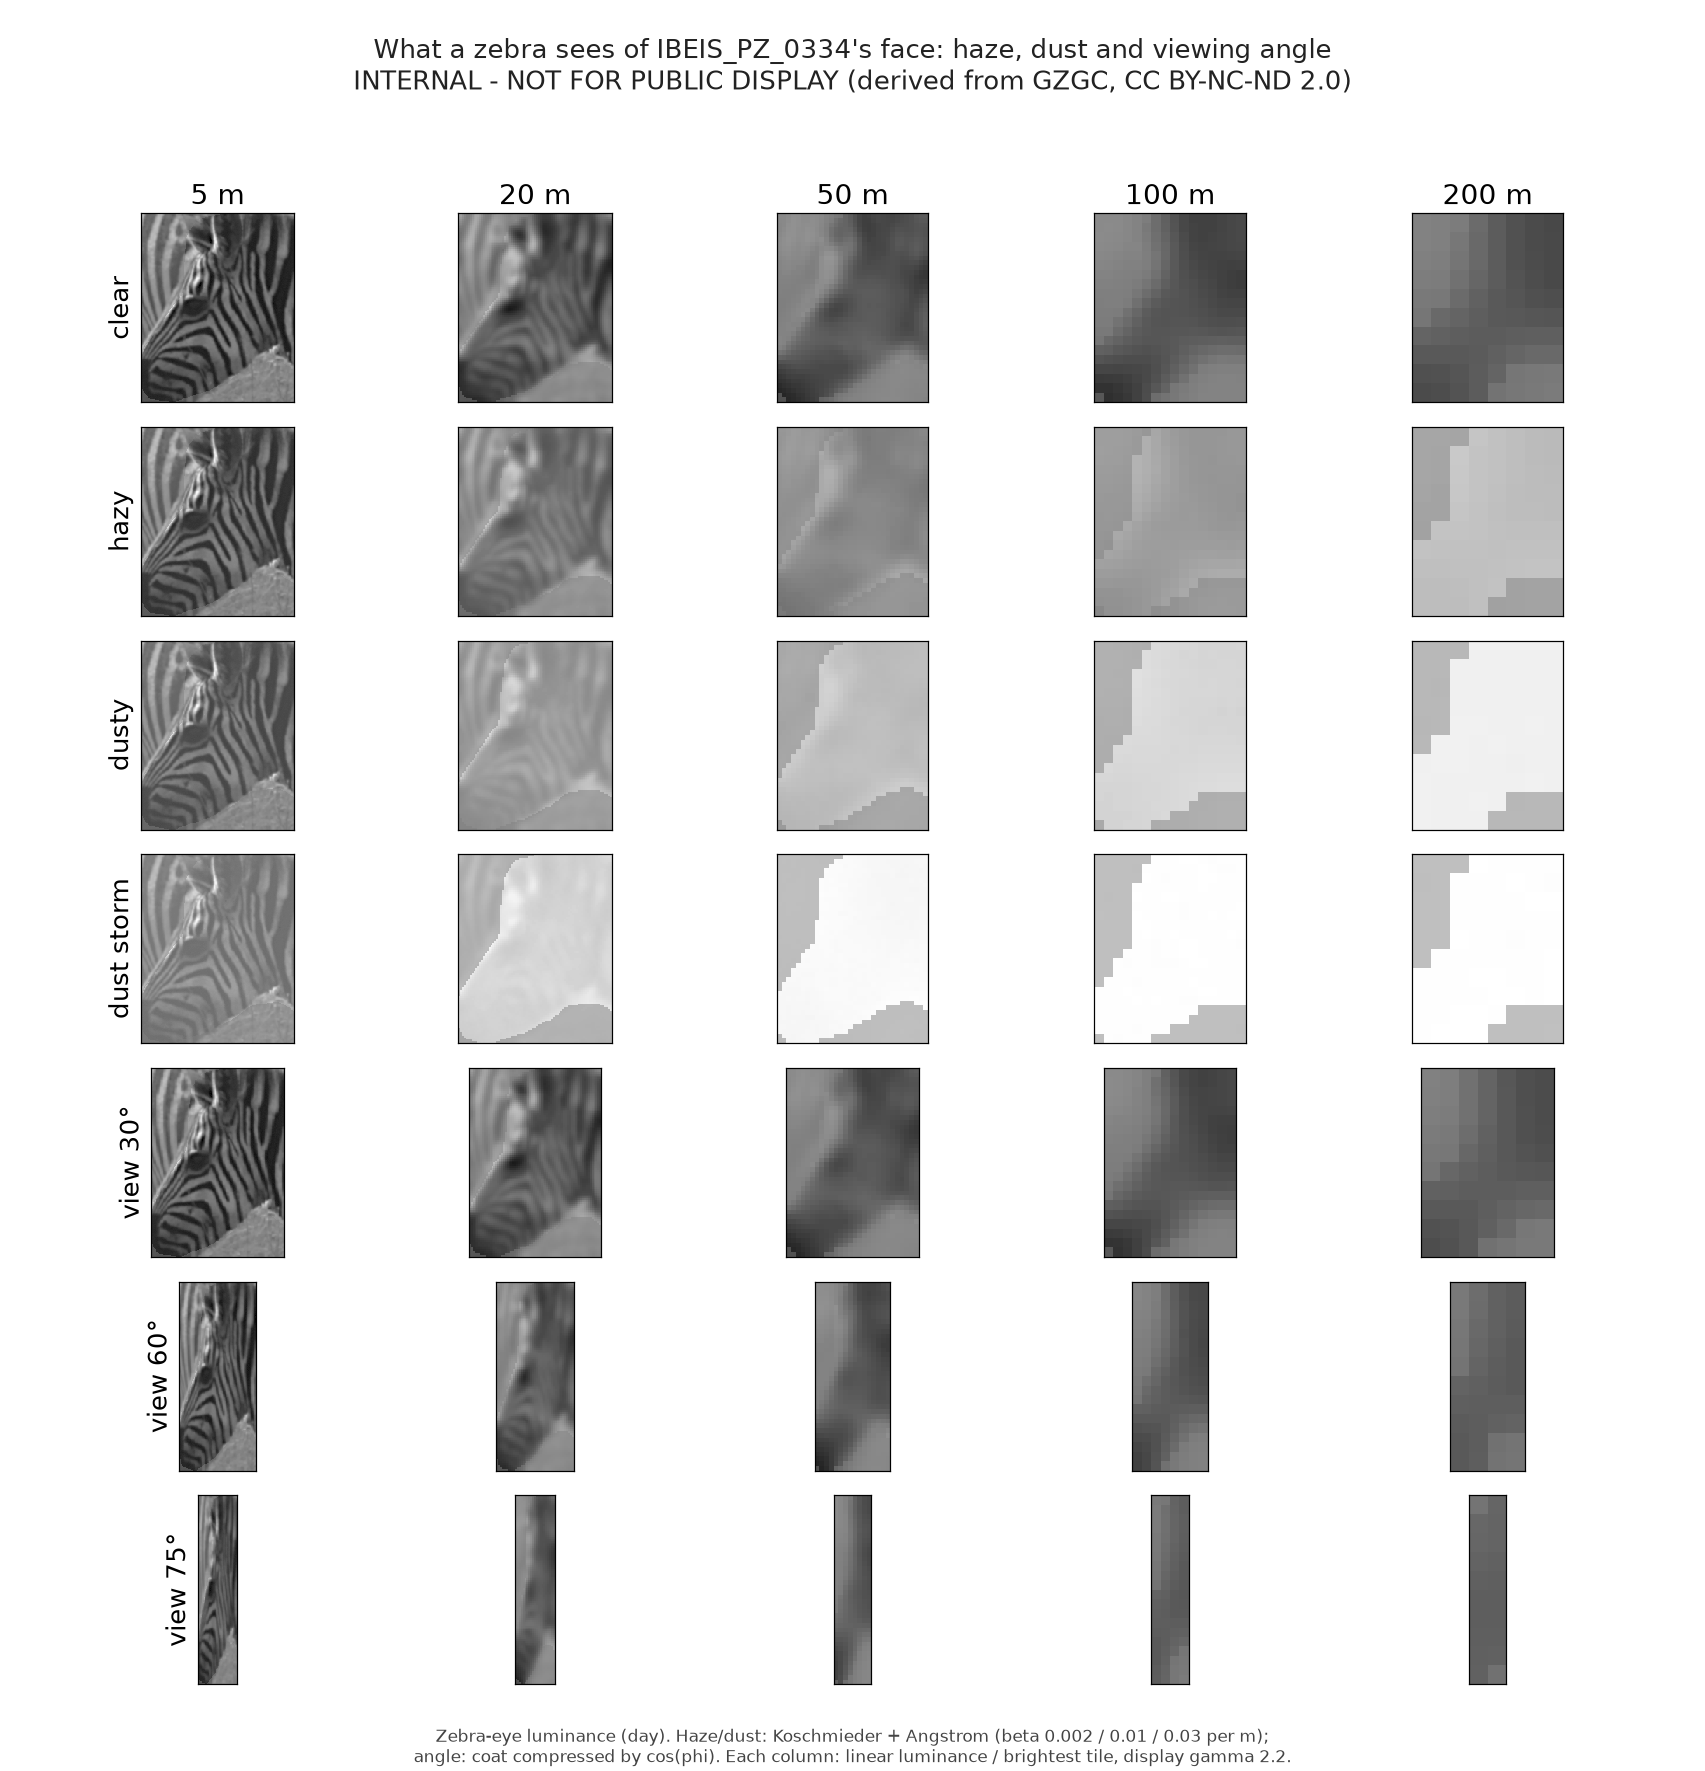 What a zebra sees of IBEIS_PZ_0334's face: haze, dust and viewing angle
INTERNAL - NOT FOR PUBLIC DISPLAY (derived from GZGC, CC BY-NC-ND 2.0)
5 m 20 m 50 m 100 m 200 m
clear
hazy
dusty
dust storm
view 30°
view 60°
view 75°
Zebra-eye luminance (day). Haze/dust: Koschmieder + Angstrom (beta 0.002 / 0.01 / 0.03 per m);
angle: coat compressed by cos(phi). Each column: linear luminance / brightest tile, display gamma 2.2.